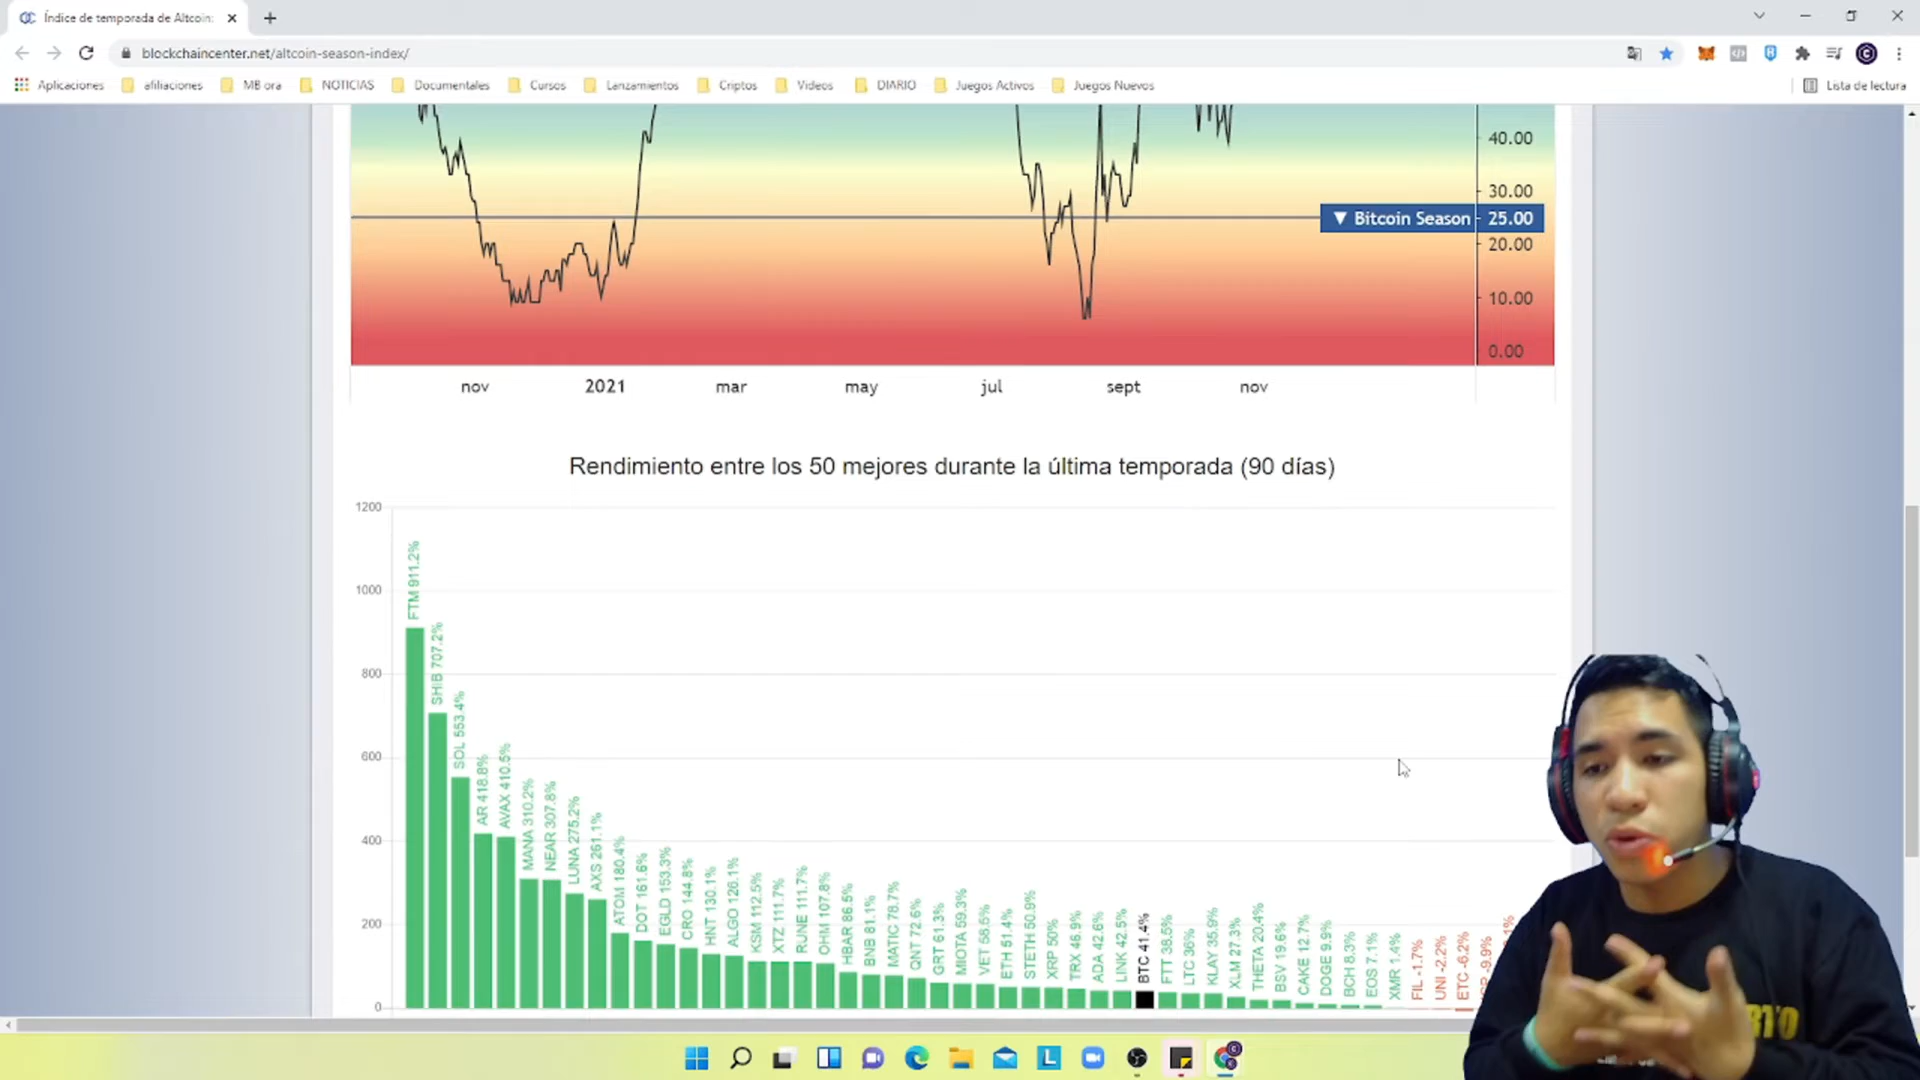 Índice de temporada de Altcoin:
blockchaincenter.net/altcoin-season-index/
Aplicaciones
afiliaciones
MB ora
NOTICIAS
Documentales
Cursos
Lanzamientos
Criptos
Videos
DIARIO
Juegos Activos
Juegos Nuevos
Lista de lectura
40.00
30.00
▼ Bitcoin Season 25.00
20.00
10.00
0.00
nov 2021 mar may jul sept nov
Rendimiento entre los 50 mejores durante la última temporada (90 días)
1200
1000
800
600
400
200
0
FTM 911.2%
SHIB 707.2%
SOL 553.4%
AR 418.8%
AVAX 410.5%
MANA 310.2%
NEAR 307.8%
LUNA 275.2%
AXS 261.1%
ATOM 180.4%
DOT 161.6%
EGLD 153.3%
CRO 144.8%
HNT 130.1%
ALGO 126.1%
KSM 112.5%
XTZ 111.7%
RUNE 111.7%
OHM 107.8%
HBAR 86.5%
BNB 81.1%
MATIC 78.7%
QNT 72.6%
GRT 61.3%
MIOTA 59.3%
VET 58.5%
ETH 51.4%
STETH 50.9%
XRP 50%
TRX 46.9%
ADA 42.6%
LINK 42.5%
BTC 41.4%
FTT 38.5%
LTC 36%
KLAY 35.9%
XLM 27.3%
THETA 20.4%
BSV 19.6%
CAKE 12.7%
DOGE 9.9%
BCH 8.3%
EOS 7.1%
XMR 1.4%
FIL -1.7%
UNI -2.2%
ETC -6.2%
-9.9%